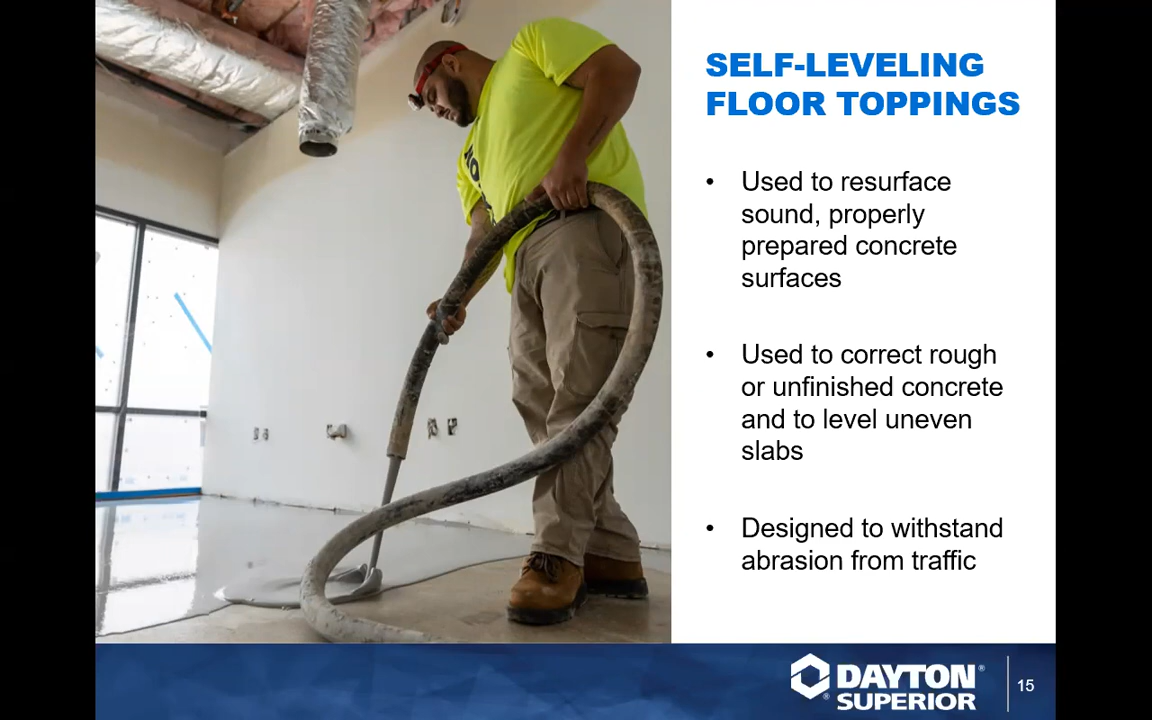 SELF-LEVELING
FLOOR TOPPINGS
• Used to resurface
sound, properly
prepared concrete
surfaces
• Used to correct rough
or unfinished concrete
and to level uneven
slabs
• Designed to withstand
abrasion from traffic
DAYTON®
®SUPERIOR
15